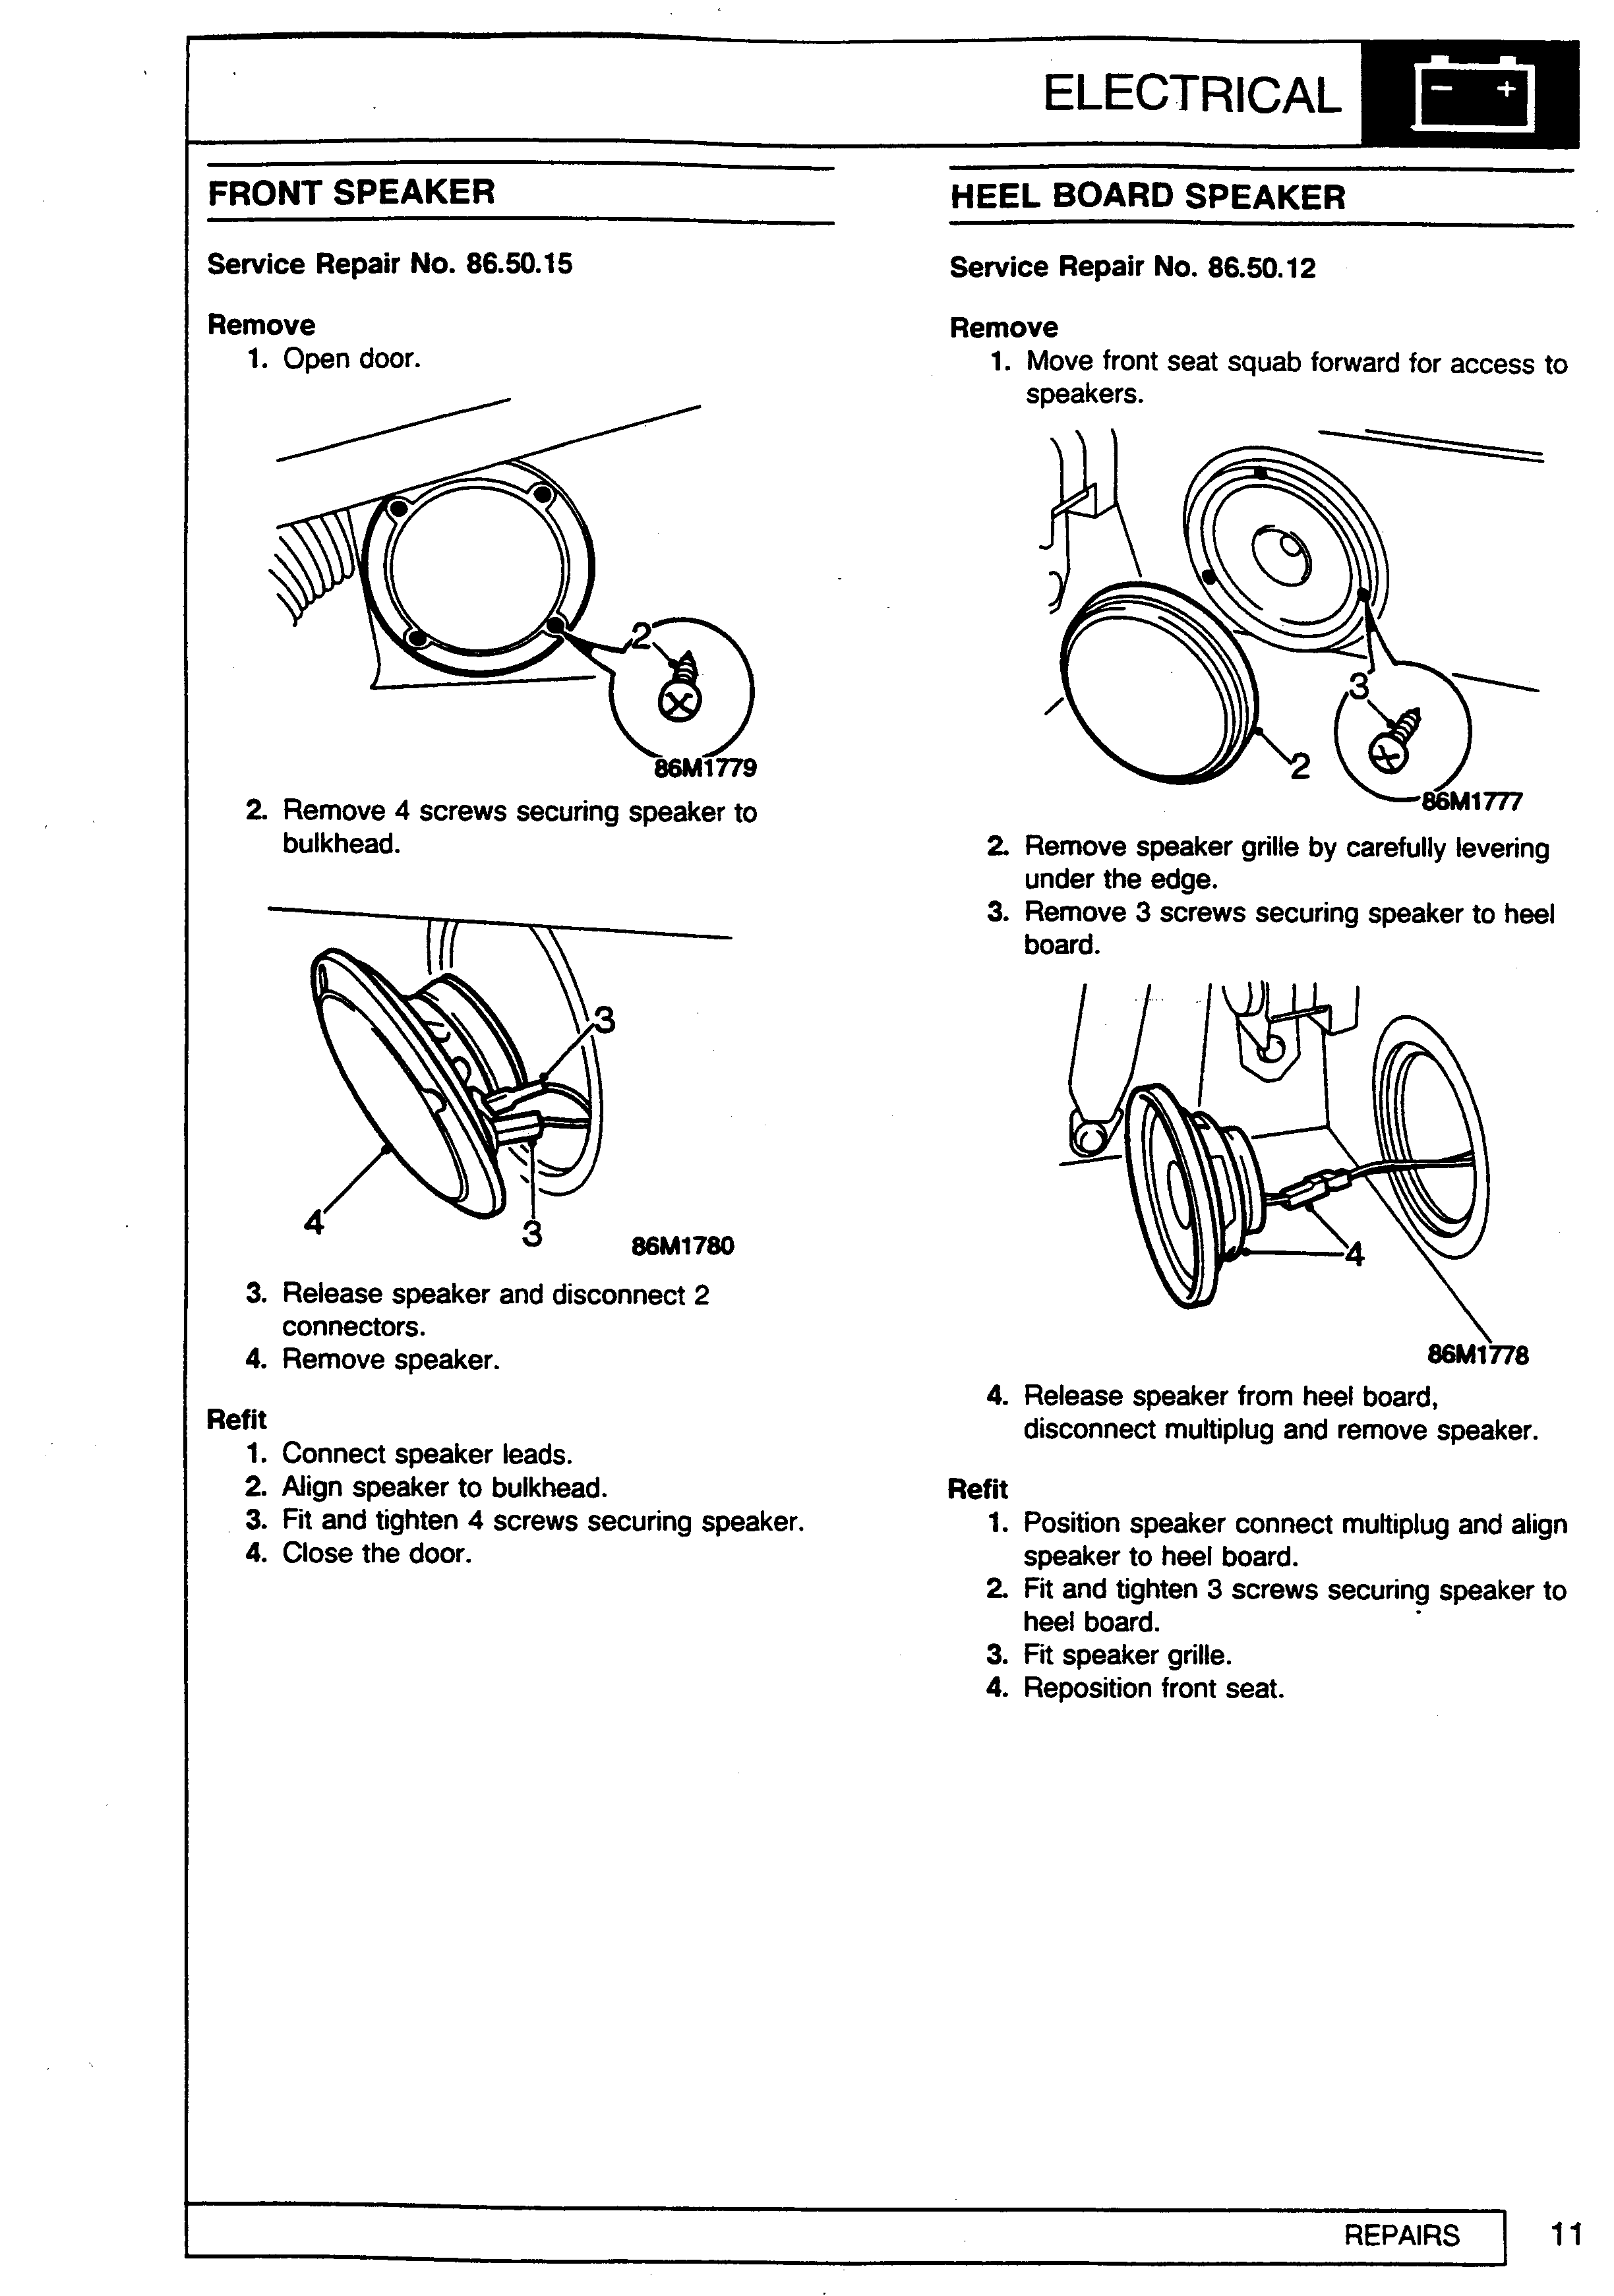 ELECTRICAL
- +
FRONT SPEAKER
Service Repair No. 86.50.15
Remove
1. Open door.
2
86M1779
2. Remove 4 screws securing speaker to
bulkhead.
3
4
3
86M1780
3. Release speaker and disconnect 2
connectors.
4. Remove speaker.
Refit
1. Connect speaker leads.
2. Align speaker to bulkhead.
3. Fit and tighten 4 screws securing speaker.
4. Close the door.
HEEL BOARD SPEAKER
Service Repair No. 86.50.12
Remove
1. Move front seat squab forward for access to
speakers.
3
2
86M1777
2. Remove speaker grille by carefully levering
under the edge.
3. Remove 3 screws securing speaker to heel
board.
4
86M1778
4. Release speaker from heel board,
disconnect multiplug and remove speaker.
Refit
1. Position speaker connect multiplug and align
speaker to heel board.
2. Fit and tighten 3 screws securing speaker to
heel board.
3. Fit speaker grille.
4. Reposition front seat.
REPAIRS
11